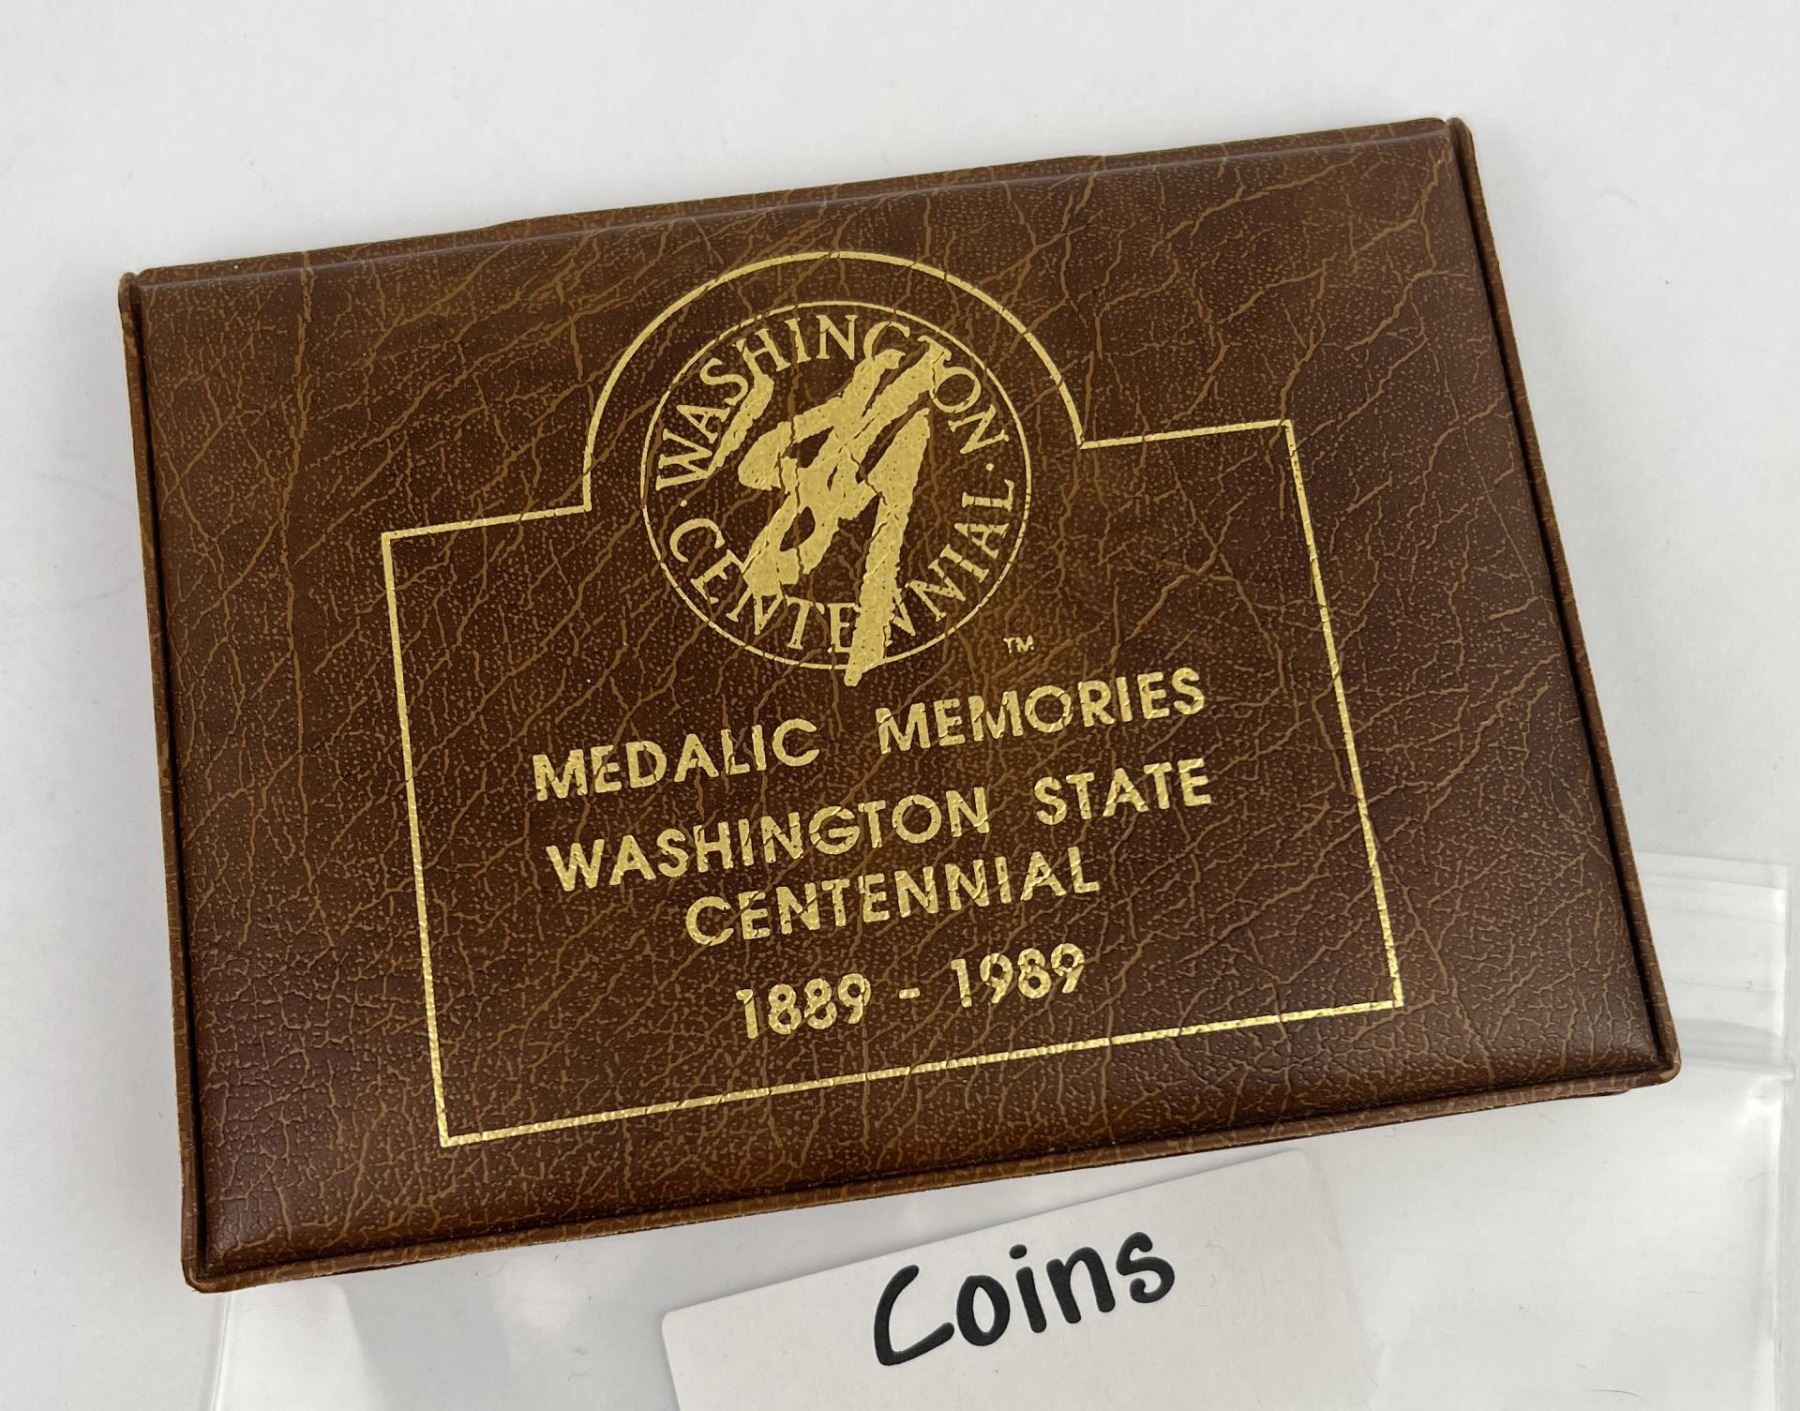 · WASHINGTON ·
CENTENNIAL
89
TM
MEDALIC MEMORIES
WASHINGTON STATE
CENTENNIAL
1889 - 1989
Coins